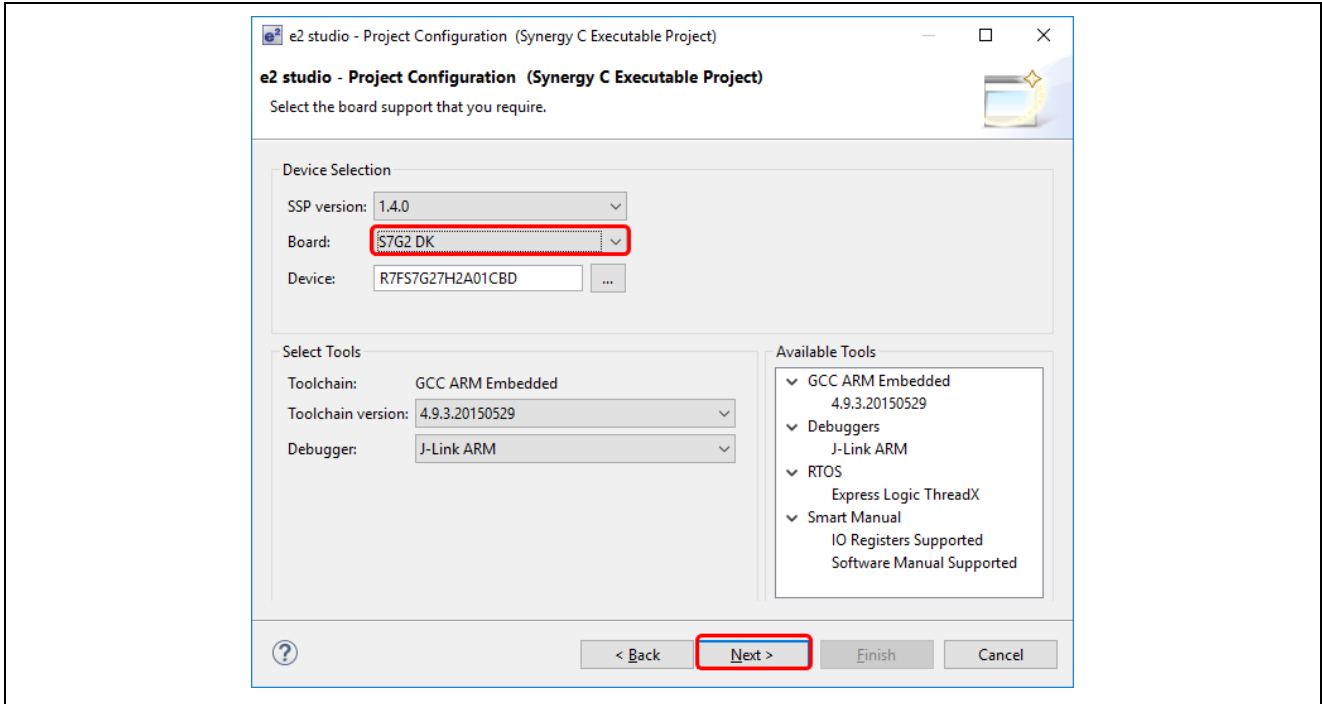 e2 e2 studio - Project Configuration (Synergy C Executable Project)
e2 studio - Project Configuration (Synergy C Executable Project)
Select the board support that you require.
Device Selection
SSP version: 1.4.0
Board: S7G2 DK
Device: R7FS7G27H2A01CBD ...
Select Tools
Toolchain: GCC ARM Embedded
Toolchain version: 4.9.3.20150529
Debugger: J-Link ARM
Available Tools
GCC ARM Embedded
4.9.3.20150529
Debuggers
J-Link ARM
RTOS
Express Logic ThreadX
Smart Manual
IO Registers Supported
Software Manual Supported
? < Back Next > Finish Cancel